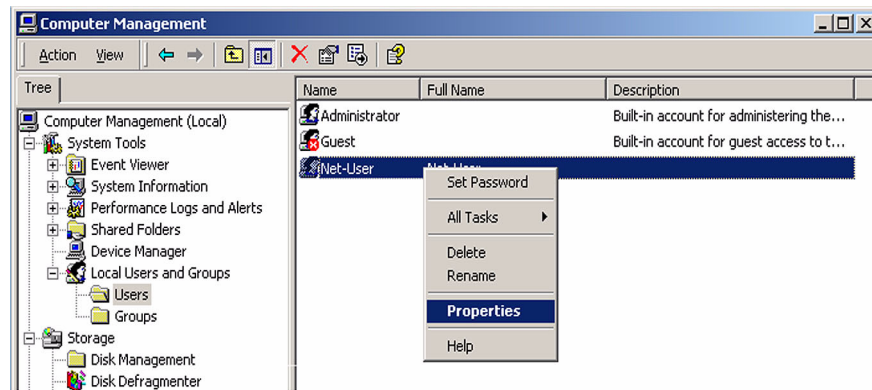 Computer Management
Action View
Tree
Name Full Name Description
Computer Management (Local)
System Tools
Event Viewer
System Information
Performance Logs and Alerts
Shared Folders
Device Manager
Local Users and Groups
Users
Groups
Storage
Disk Management
Disk Defragmenter
Administrator Built-in account for administering the...
Guest Built-in account for guest access to t...
Net-User Net-User
Set Password
All Tasks
Delete
Rename
Properties
Help